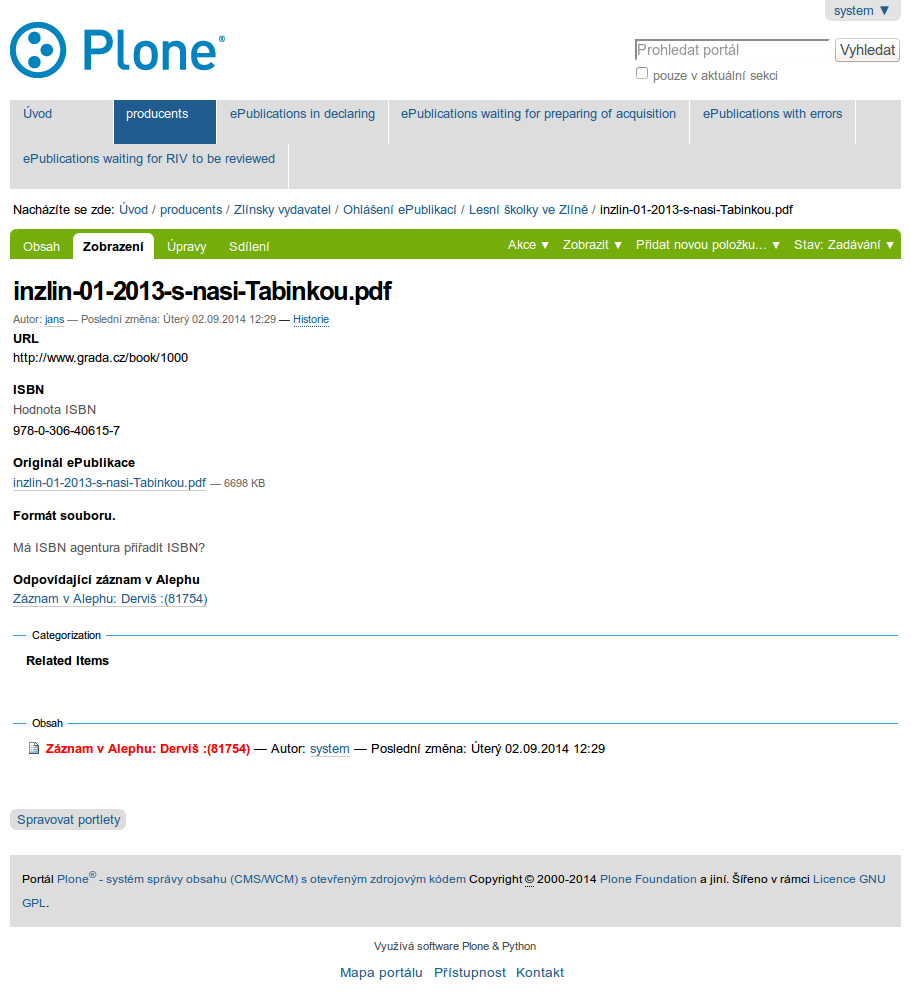 system ▼
Plone®
Prohledat portál
Vyhledat
pouze v aktuální sekci
Úvod
producents
ePublications in declaring
ePublications waiting for preparing of acquisition
ePublications with errors
ePublications waiting for RIV to be reviewed
Nacházíte se zde: Úvod / producents / Zlínsky vydavatel / Ohlášení ePublikací / Lesní školky ve Zlíně / inzlin-01-2013-s-nasi-Tabinkou.pdf
Obsah
Zobrazení
Úpravy
Sdílení
Akce ▼
Zobrazit ▼
Přidat novou položku... ▼
Stav: Zadávání ▼
inzlin-01-2013-s-nasi-Tabinkou.pdf
Autor: jans — Poslední změna: Úterý 02.09.2014 12:29 — Historie
URL
http://www.grada.cz/book/1000
ISBN
Hodnota ISBN
978-0-306-40615-7
Originál ePublikace
inzlin-01-2013-s-nasi-Tabinkou.pdf — 6698 KB
Formát souboru.
Má ISBN agentura přiřadit ISBN?
Odpovídající záznam v Alephu
Záznam v Alephu: Derviš :(81754)
Categorization
Related Items
Obsah
Záznam v Alephu: Derviš :(81754) — Autor: system — Poslední změna: Úterý 02.09.2014 12:29
Spravovat portlety
Portál Plone® - systém správy obsahu (CMS/WCM) s otevřeným zdrojovým kódem Copyright © 2000-2014 Plone Foundation a jiní. Šířeno v rámci Licence GNU
GPL.
Využívá software Plone & Python
Mapa portálu
Přístupnost
Kontakt